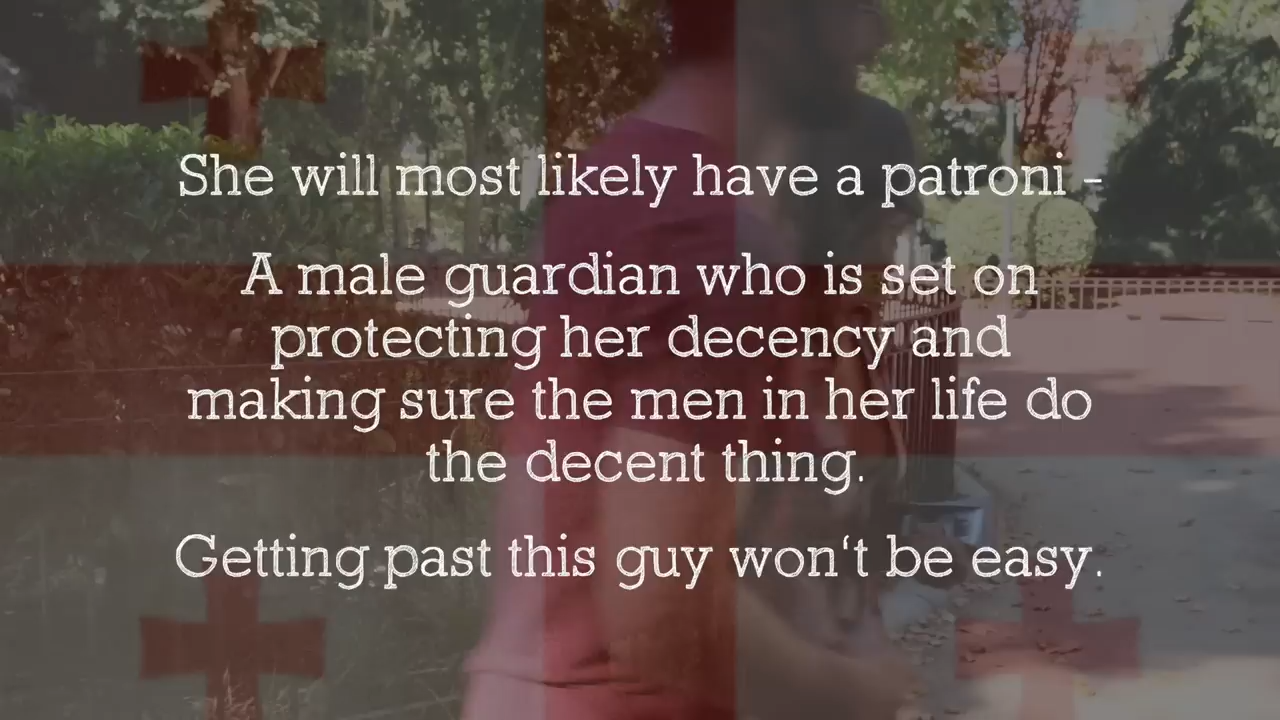 She will most likely have a patroni -
A male guardian who is set on
protecting her decency and
making sure the men in her life do
the decent thing.
Getting past this guy won‘t be easy.